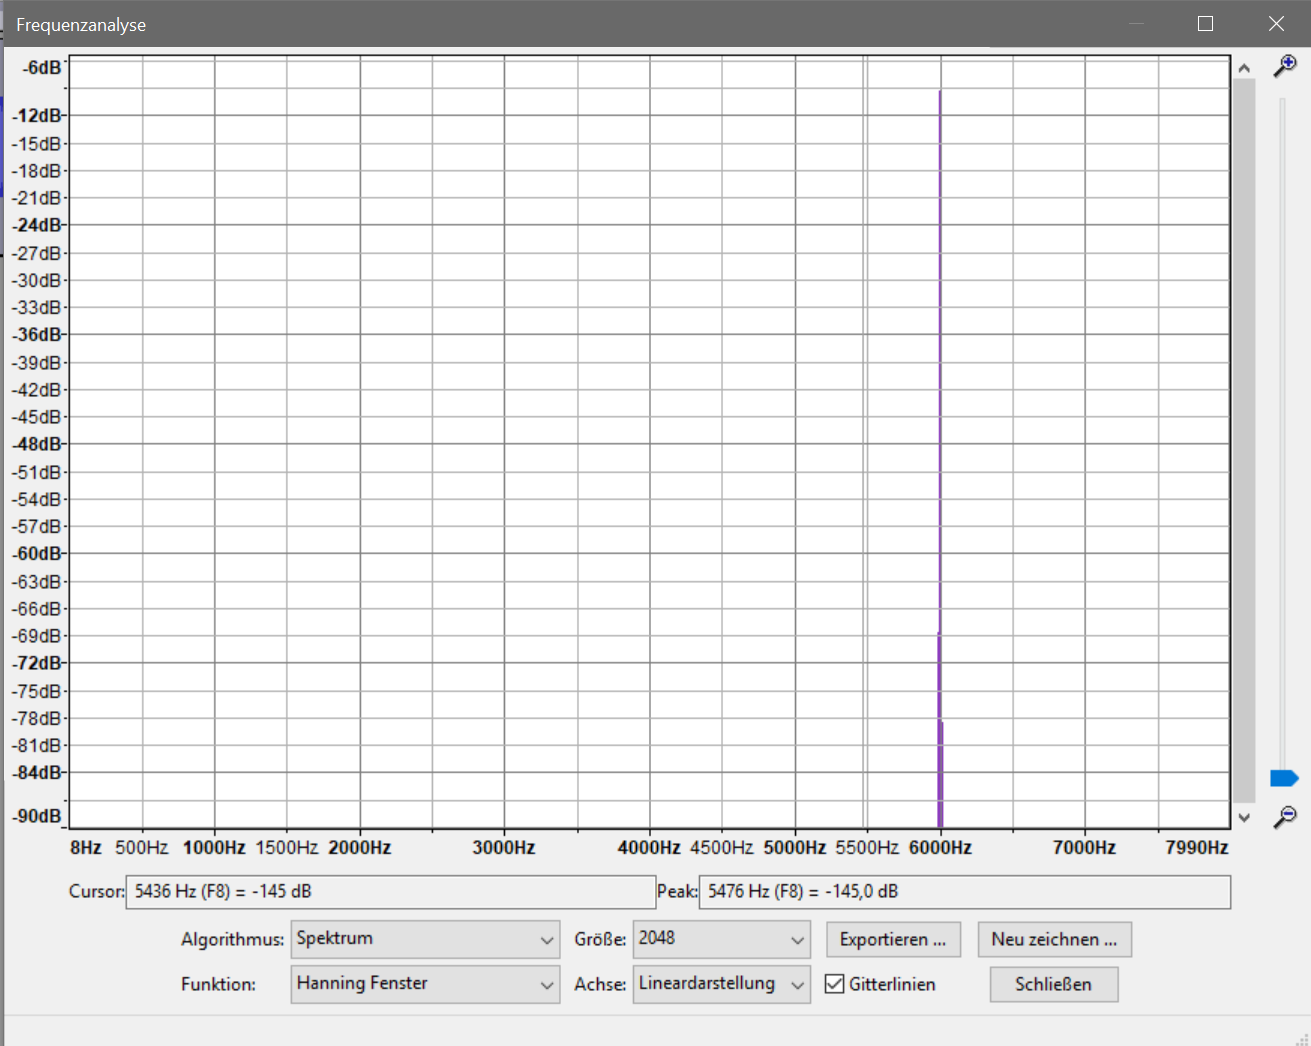 Frequenzanalyse
-6dB
-12dB
-15dB
-18dB
-21dB
-24dB
-27dB
-30dB
-33dB
-36dB
-39dB
-42dB
-45dB
-48dB
-51dB
-54dB
-57dB
-60dB
-63dB
-66dB
-69dB
-72dB
-75dB
-78dB
-81dB
-84dB
-90dB
8Hz 500Hz 1000Hz 1500Hz 2000Hz 3000Hz 4000Hz 4500Hz 5000Hz 5500Hz 6000Hz 7000Hz 7990Hz
Cursor: 5436 Hz (F8) = -145 dB Peak: 5476 Hz (F8) = -145,0 dB
Algorithmus: Spektrum Größe: 2048 Exportieren ... Neu zeichnen ...
Funktion: Hanning Fenster Achse: Lineardarstellung Gitterlinien Schließen